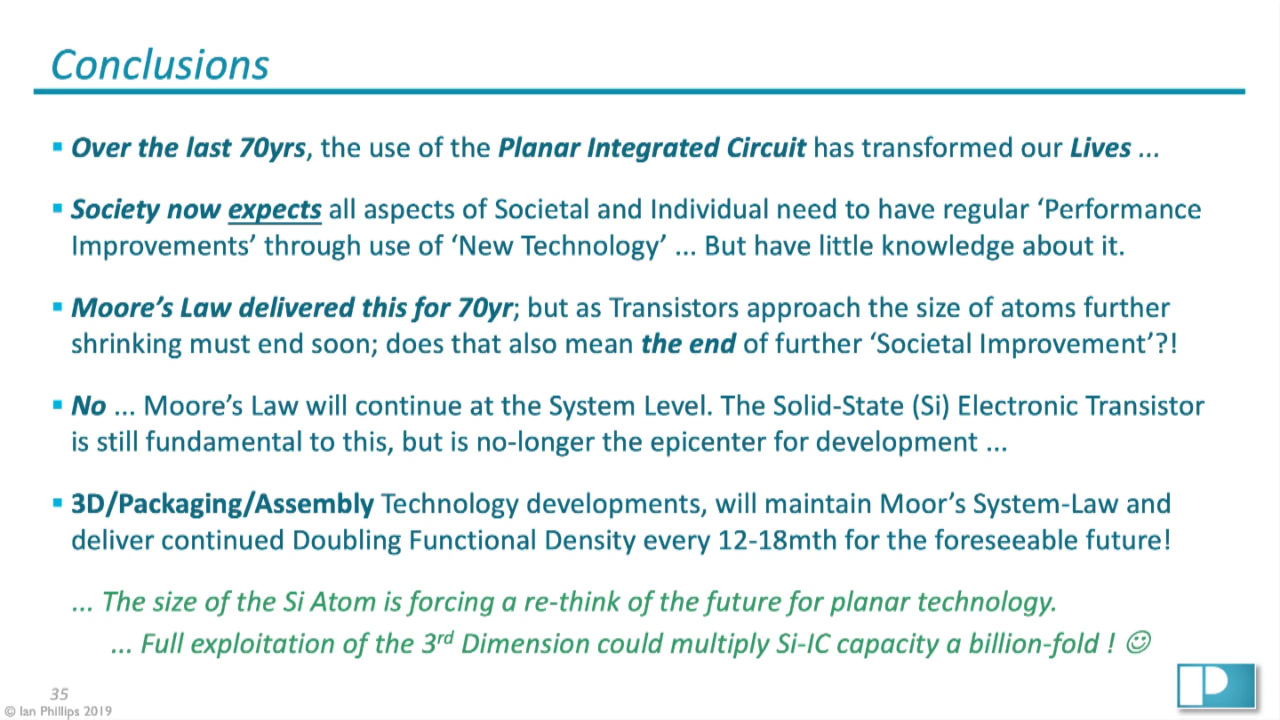 Conclusions
▪ Over the last 70yrs, the use of the Planar Integrated Circuit has transformed our Lives ...
▪ Society now expects all aspects of Societal and Individual need to have regular ‘Performance
Improvements’ through use of ‘New Technology’ ... But have little knowledge about it.
▪ Moore’s Law delivered this for 70yr; but as Transistors approach the size of atoms further
shrinking must end soon; does that also mean the end of further ‘Societal Improvement’?!
▪ No ... Moore’s Law will continue at the System Level. The Solid-State (Si) Electronic Transistor
is still fundamental to this, but is no-longer the epicenter for development ...
▪ 3D/Packaging/Assembly Technology developments, will maintain Moor’s System-Law and
deliver continued Doubling Functional Density every 12-18mth for the foreseeable future!
... The size of the Si Atom is forcing a re-think of the future for planar technology.
... Full exploitation of the 3rd Dimension could multiply Si-IC capacity a billion-fold ! ☺
35
© Ian Phillips 2019
P